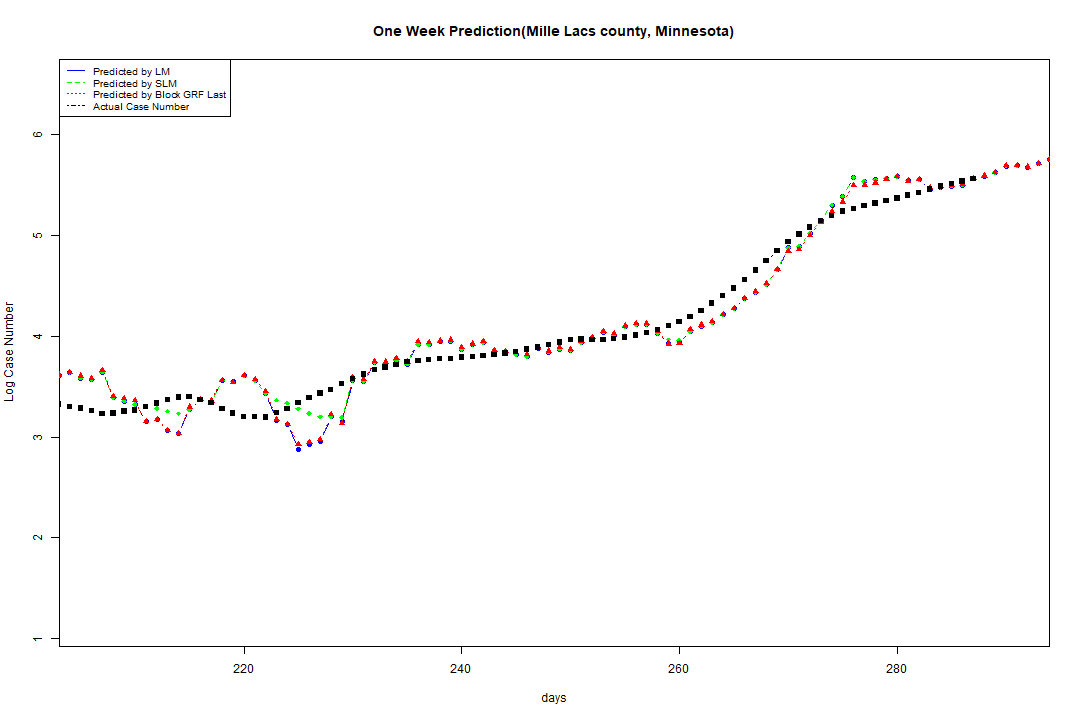 One Week Prediction(Mille Lacs county, Minnesota)
Predicted by LM
Predicted by SLM
Predicted by Block GRF Last
Actual Case Number
6
5
4
3
2
1
Log Case Number
220 240 260 280
days